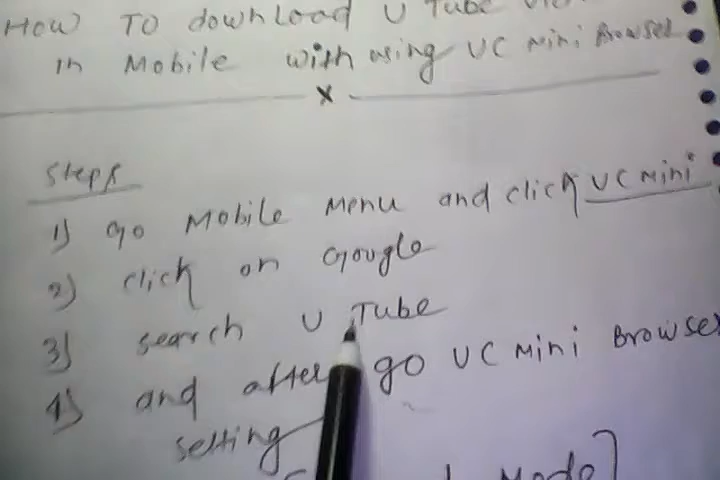 How To download U Tube
in Mobile with using UC Mini Browser
x
Steps
1) go Mobile Menu and click UC Mini
2) click on Google
3) search U Tube
4) and after go UC Mini Browser
setting
Mode]